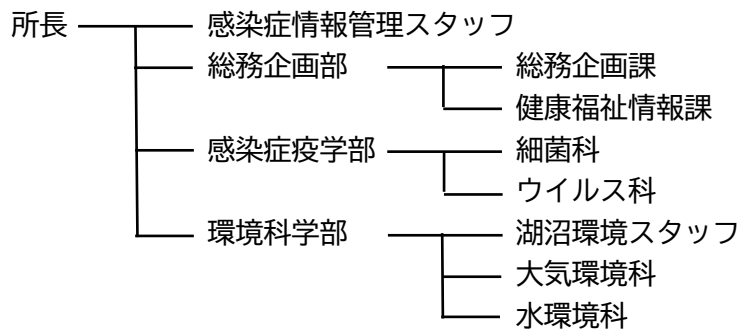 所長 感染症情報管理スタッフ
総務企画部 総務企画課
健康福祉情報課
感染症疫学部 細菌科
ウイルス科
環境科学部 湖沼環境スタッフ
大気環境科
水環境科